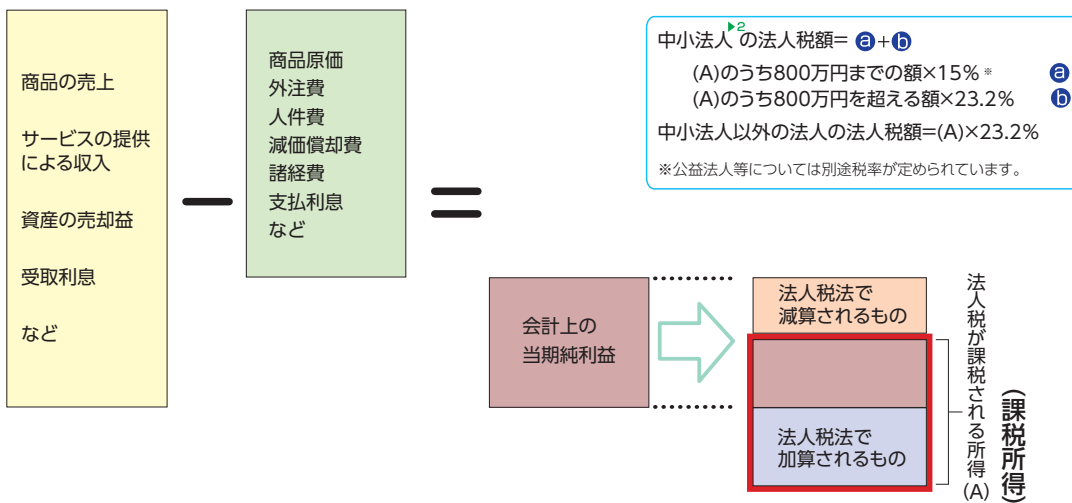 商品の売上
サービスの提供
による収入
資産の売却益
受取利息
など
商品原価
外注費
人件費
減価償却費
諸経費
支払利息
など
中小法人▶2の法人税額= a+b
(A)のうち800万円までの額×15%※ a
(A)のうち800万円を超える額×23.2% b
中小法人以外の法人の法人税額=(A)×23.2%
※公益法人等については別途税率が定められています。
会計上の
当期純利益
法人税法で
減算されるもの
法人税法で
加算されるもの
法人税が課税される所得(A)
(課税所得)